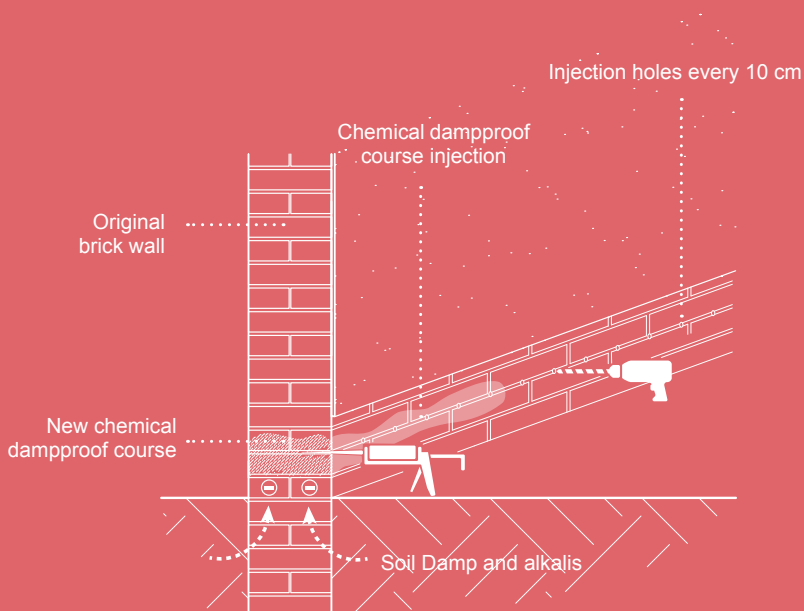 Injection holes every 10 cm
Chemical dampproof
course injection
Original
brick wall
New chemical
dampproof course
Soil Damp and alkalis